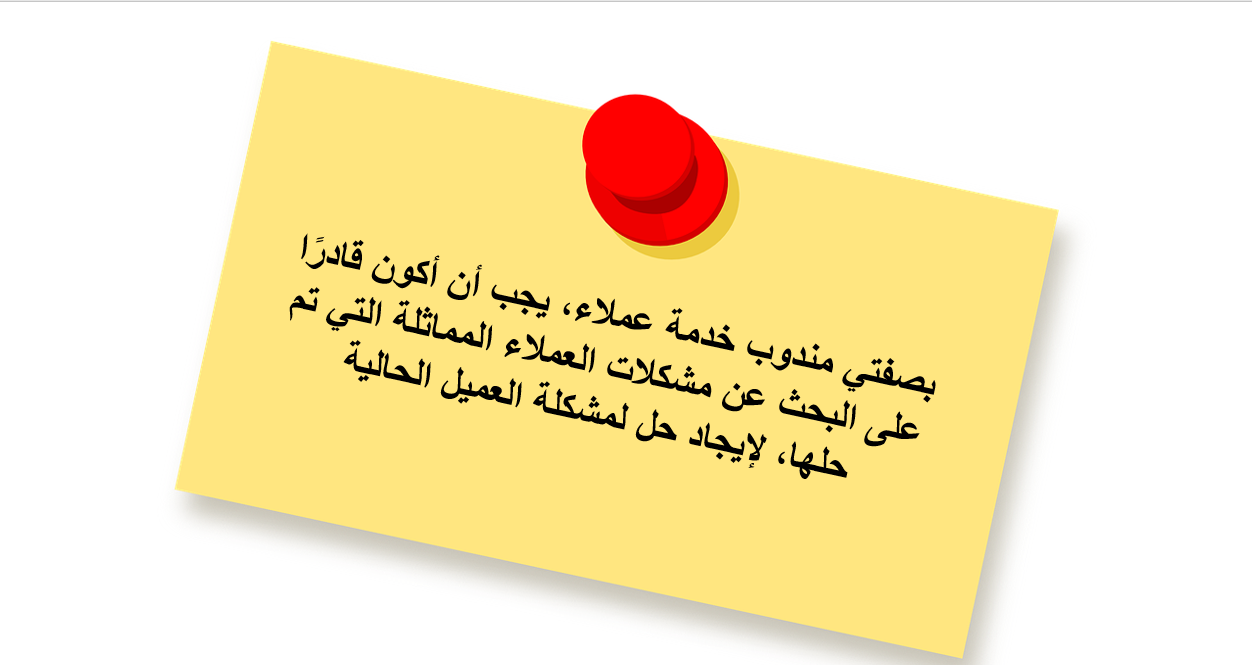 بصفتي مندوب خدمة عملاء، يجب أن أكون قادرًا
على البحث عن مشكلات العملاء المماثلة التي تم
حلها، لإيجاد حل لمشكلة العميل الحالية